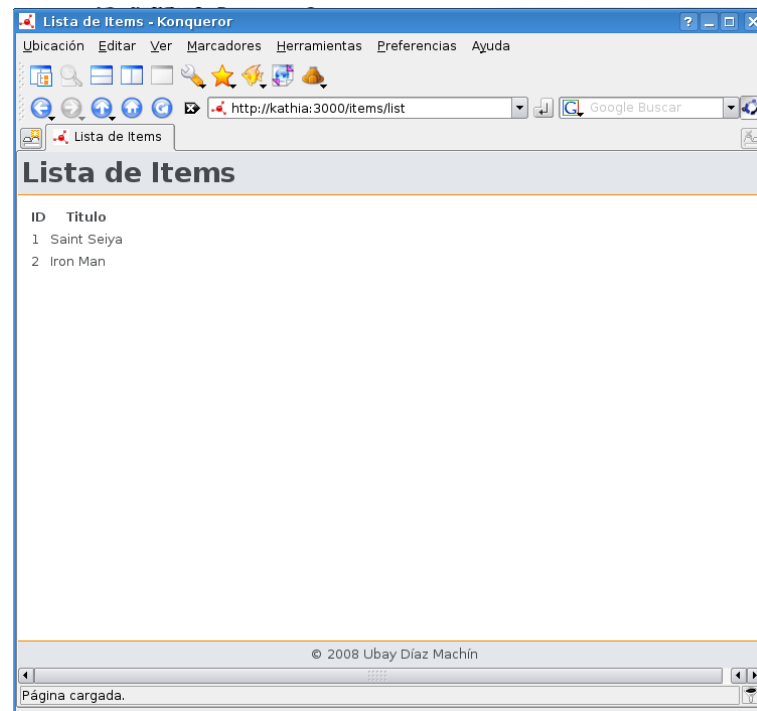 Lista de Items - Konqueror
Ubicación Editar Ver Marcadores Herramientas Preferencias Ayuda
http://kathia:3000/items/list Google Buscar
Lista de Items
Lista de Items
ID Titulo
1 Saint Seiya
2 Iron Man
© 2008 Ubay Díaz Machín
Página cargada.